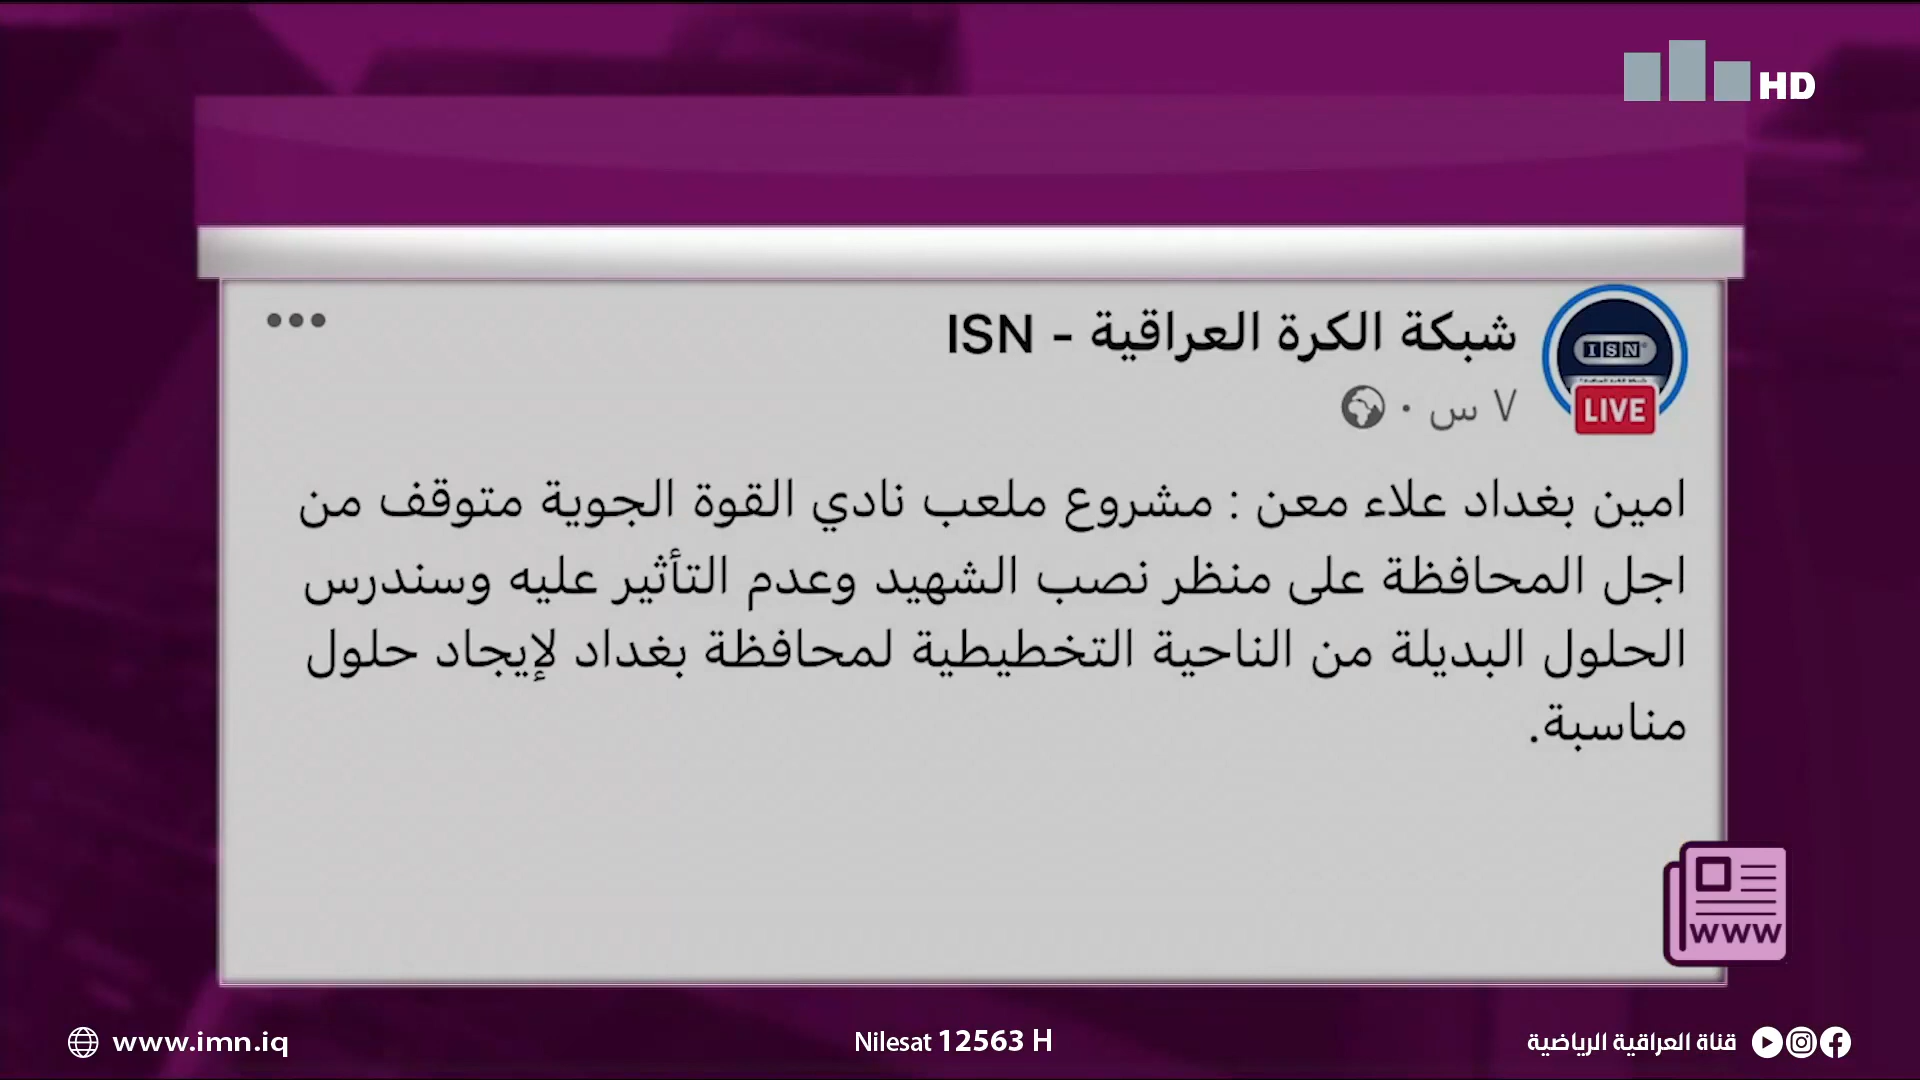 HD
شبكة الكرة العراقية - ISN
ISN
٧ س ·
LIVE
امين بغداد علاء معن : مشروع ملعب نادي القوة الجوية متوقف من
اجل المحافظة على منظر نصب الشهيد وعدم التأثير عليه وسندرس
الحلول البديلة من الناحية التخطيطية لمحافظة بغداد لإيجاد حلول
مناسبة.
WWW
www.imn.iq
Nilesat 12563 H
قناة العراقية الرياضية